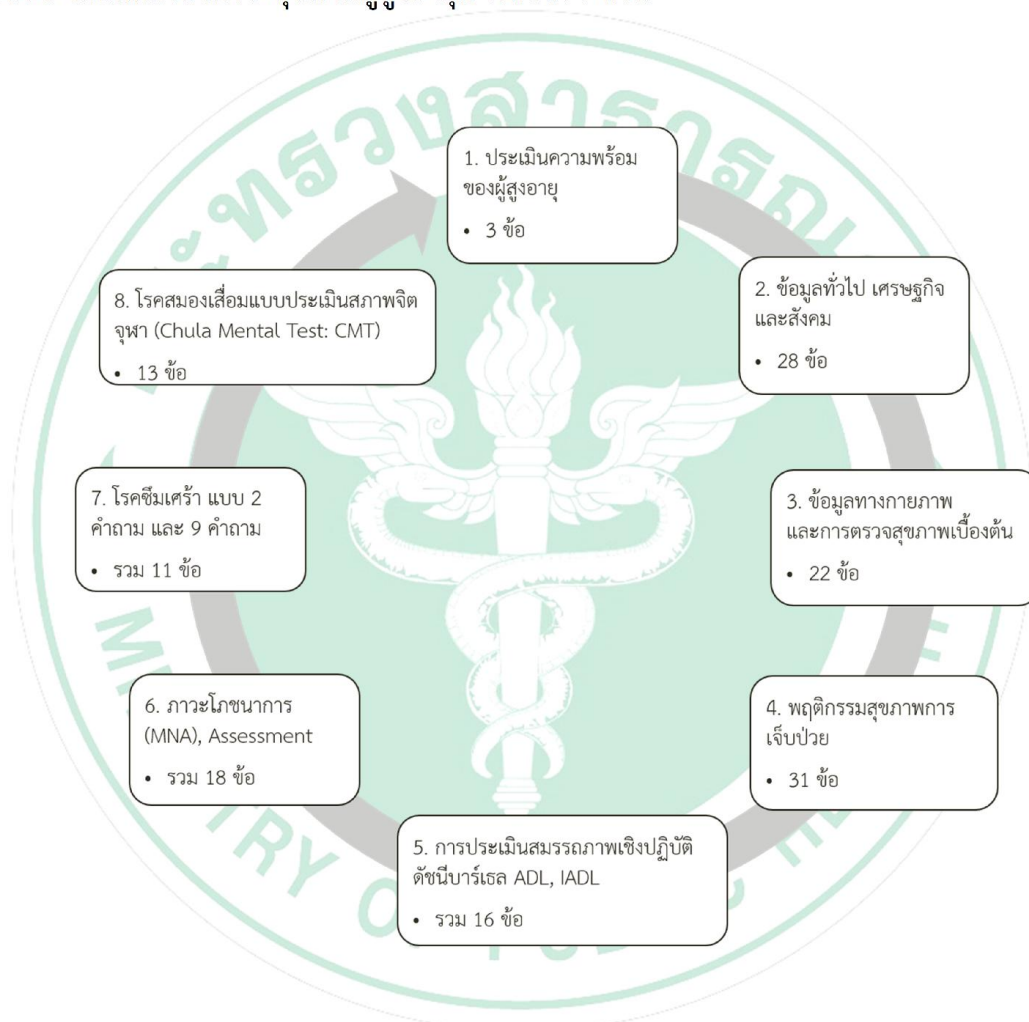 1. ประเมินความพร้อม
ของผู้สูงอายุ
• 3 ข้อ
2. ข้อมูลทั่วไป เศรษฐกิจ
และสังคม
• 28 ข้อ
3. ข้อมูลทางกายภาพ
และการตรวจสุขภาพเบื้องต้น
• 22 ข้อ
4. พฤติกรรมสุขภาพการ
เจ็บป่วย
• 31 ข้อ
5. การประเมินสมรรถภาพเชิงปฏิบัติ
ดัชนีบาร์เธล ADL, IADL
• รวม 16 ข้อ
6. ภาวะโภชนาการ
(MNA), Assessment
• รวม 18 ข้อ
7. โรคซึมเศร้า แบบ 2
คำถาม และ 9 คำถาม
• รวม 11 ข้อ
8. โรคสมองเสื่อมแบบประเมินสภาพจิต
จุฬา (Chula Mental Test: CMT)
• 13 ข้อ